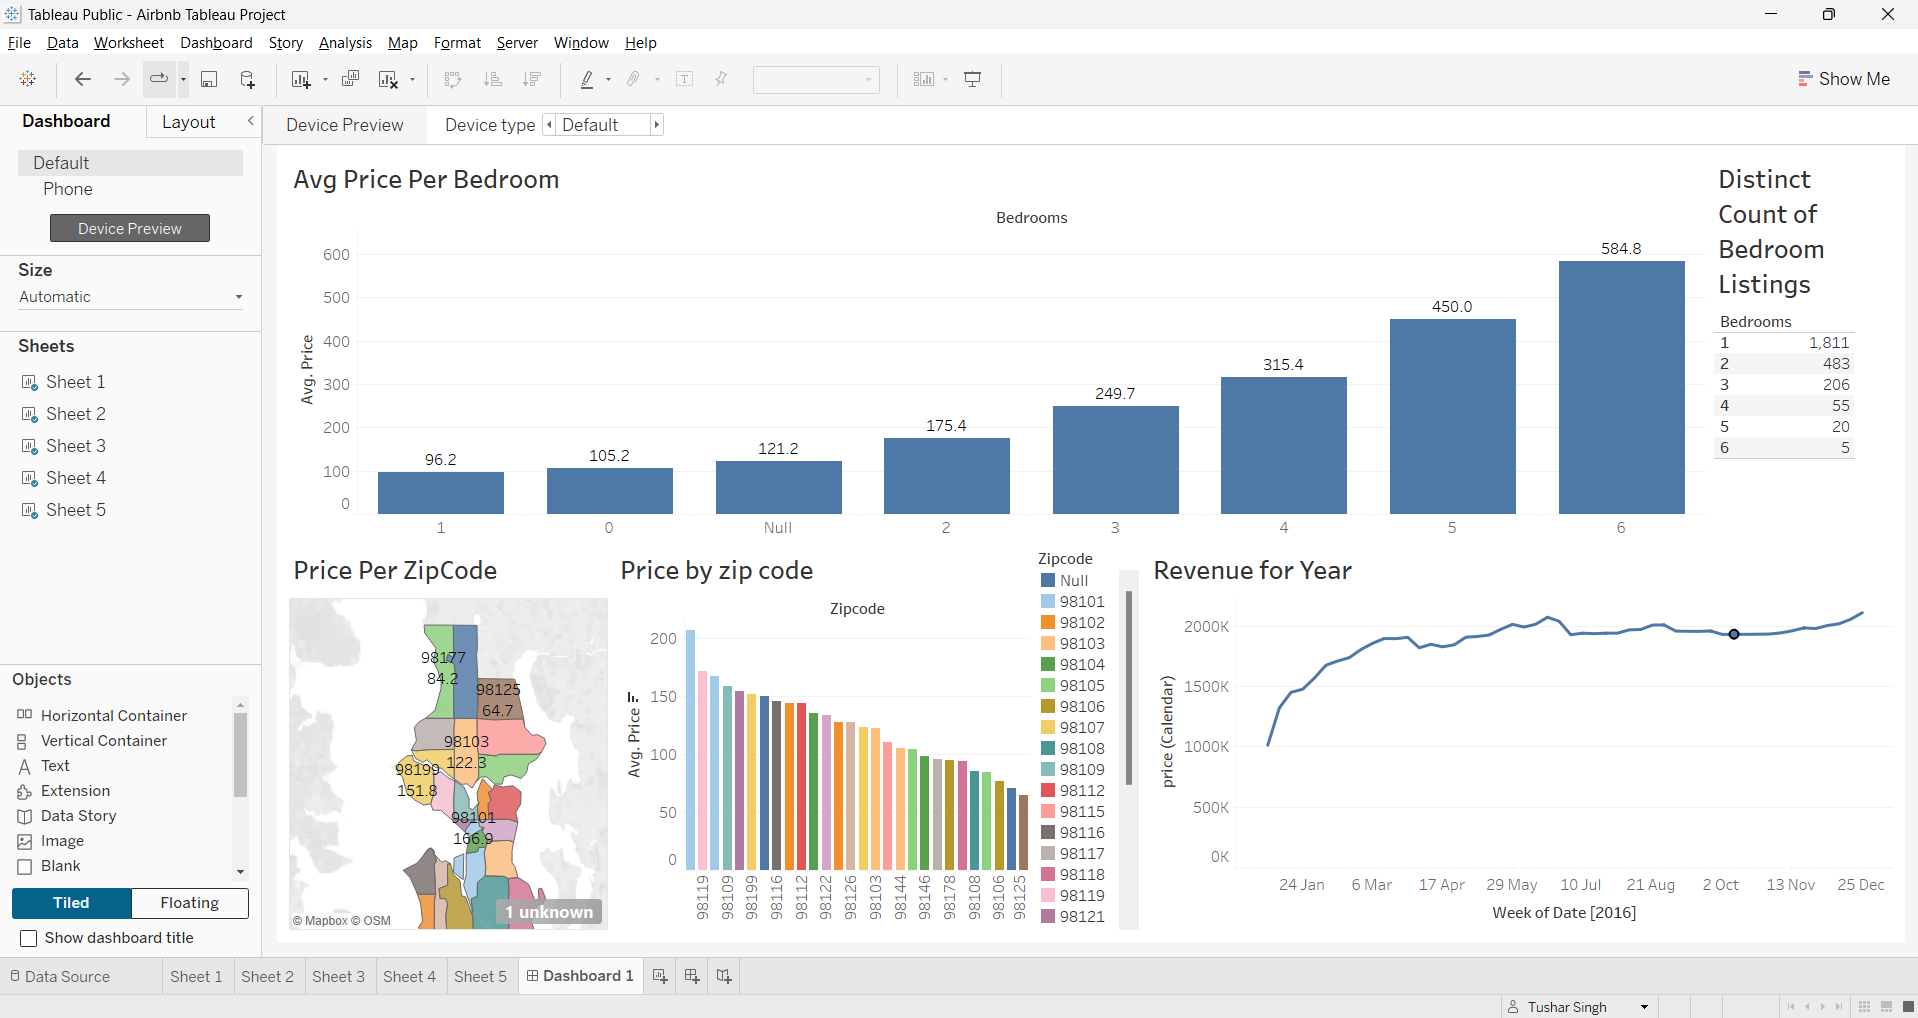 Tableau Public - Airbnb Tableau Project
File Data Worksheet Dashboard Story Analysis Map Format Server Window Help
Show Me
Dashboard Layout
Device Preview Device type Default
Default
Phone
Device Preview
Size
Automatic
Sheets
Sheet 1
Sheet 2
Sheet 3
Sheet 4
Sheet 5
Objects
Horizontal Container
Vertical Container
Text
Extension
Data Story
Image
Blank
Tiled Floating
Show dashboard title
Avg Price Per Bedroom
Bedrooms
Avg. Price
600
500
400
300
200
100
0
96.2 105.2 121.2 175.4 249.7 315.4 450.0 584.8
1 0 Null 2 3 4 5 6
Distinct
Count of
Bedroom
Listings
Bedrooms
1 1,811
2 483
3 206
4 55
5 20
6 5
Price Per ZipCode
98177
84.2
98125
64.7
98103
122.3
98199
151.8
98101
166.9
1 unknown
© Mapbox © OSM
Price by zip code
Zipcode
Avg. Price
200
150
100
50
0
98119 98109 98199 98116 98112 98122 98126 98103 98144 98146 98178 98108 98106 98125
Zipcode
Null
98101
98102
98103
98104
98105
98106
98107
98108
98109
98112
98115
98116
98117
98118
98119
98121
Revenue for Year
price (Calendar)
2000K
1500K
1000K
500K
0K
24 Jan 6 Mar 17 Apr 29 May 10 Jul 21 Aug 2 Oct 13 Nov 25 Dec
Week of Date [2016]
Data Source Sheet 1 Sheet 2 Sheet 3 Sheet 4 Sheet 5 Dashboard 1
Tushar Singh